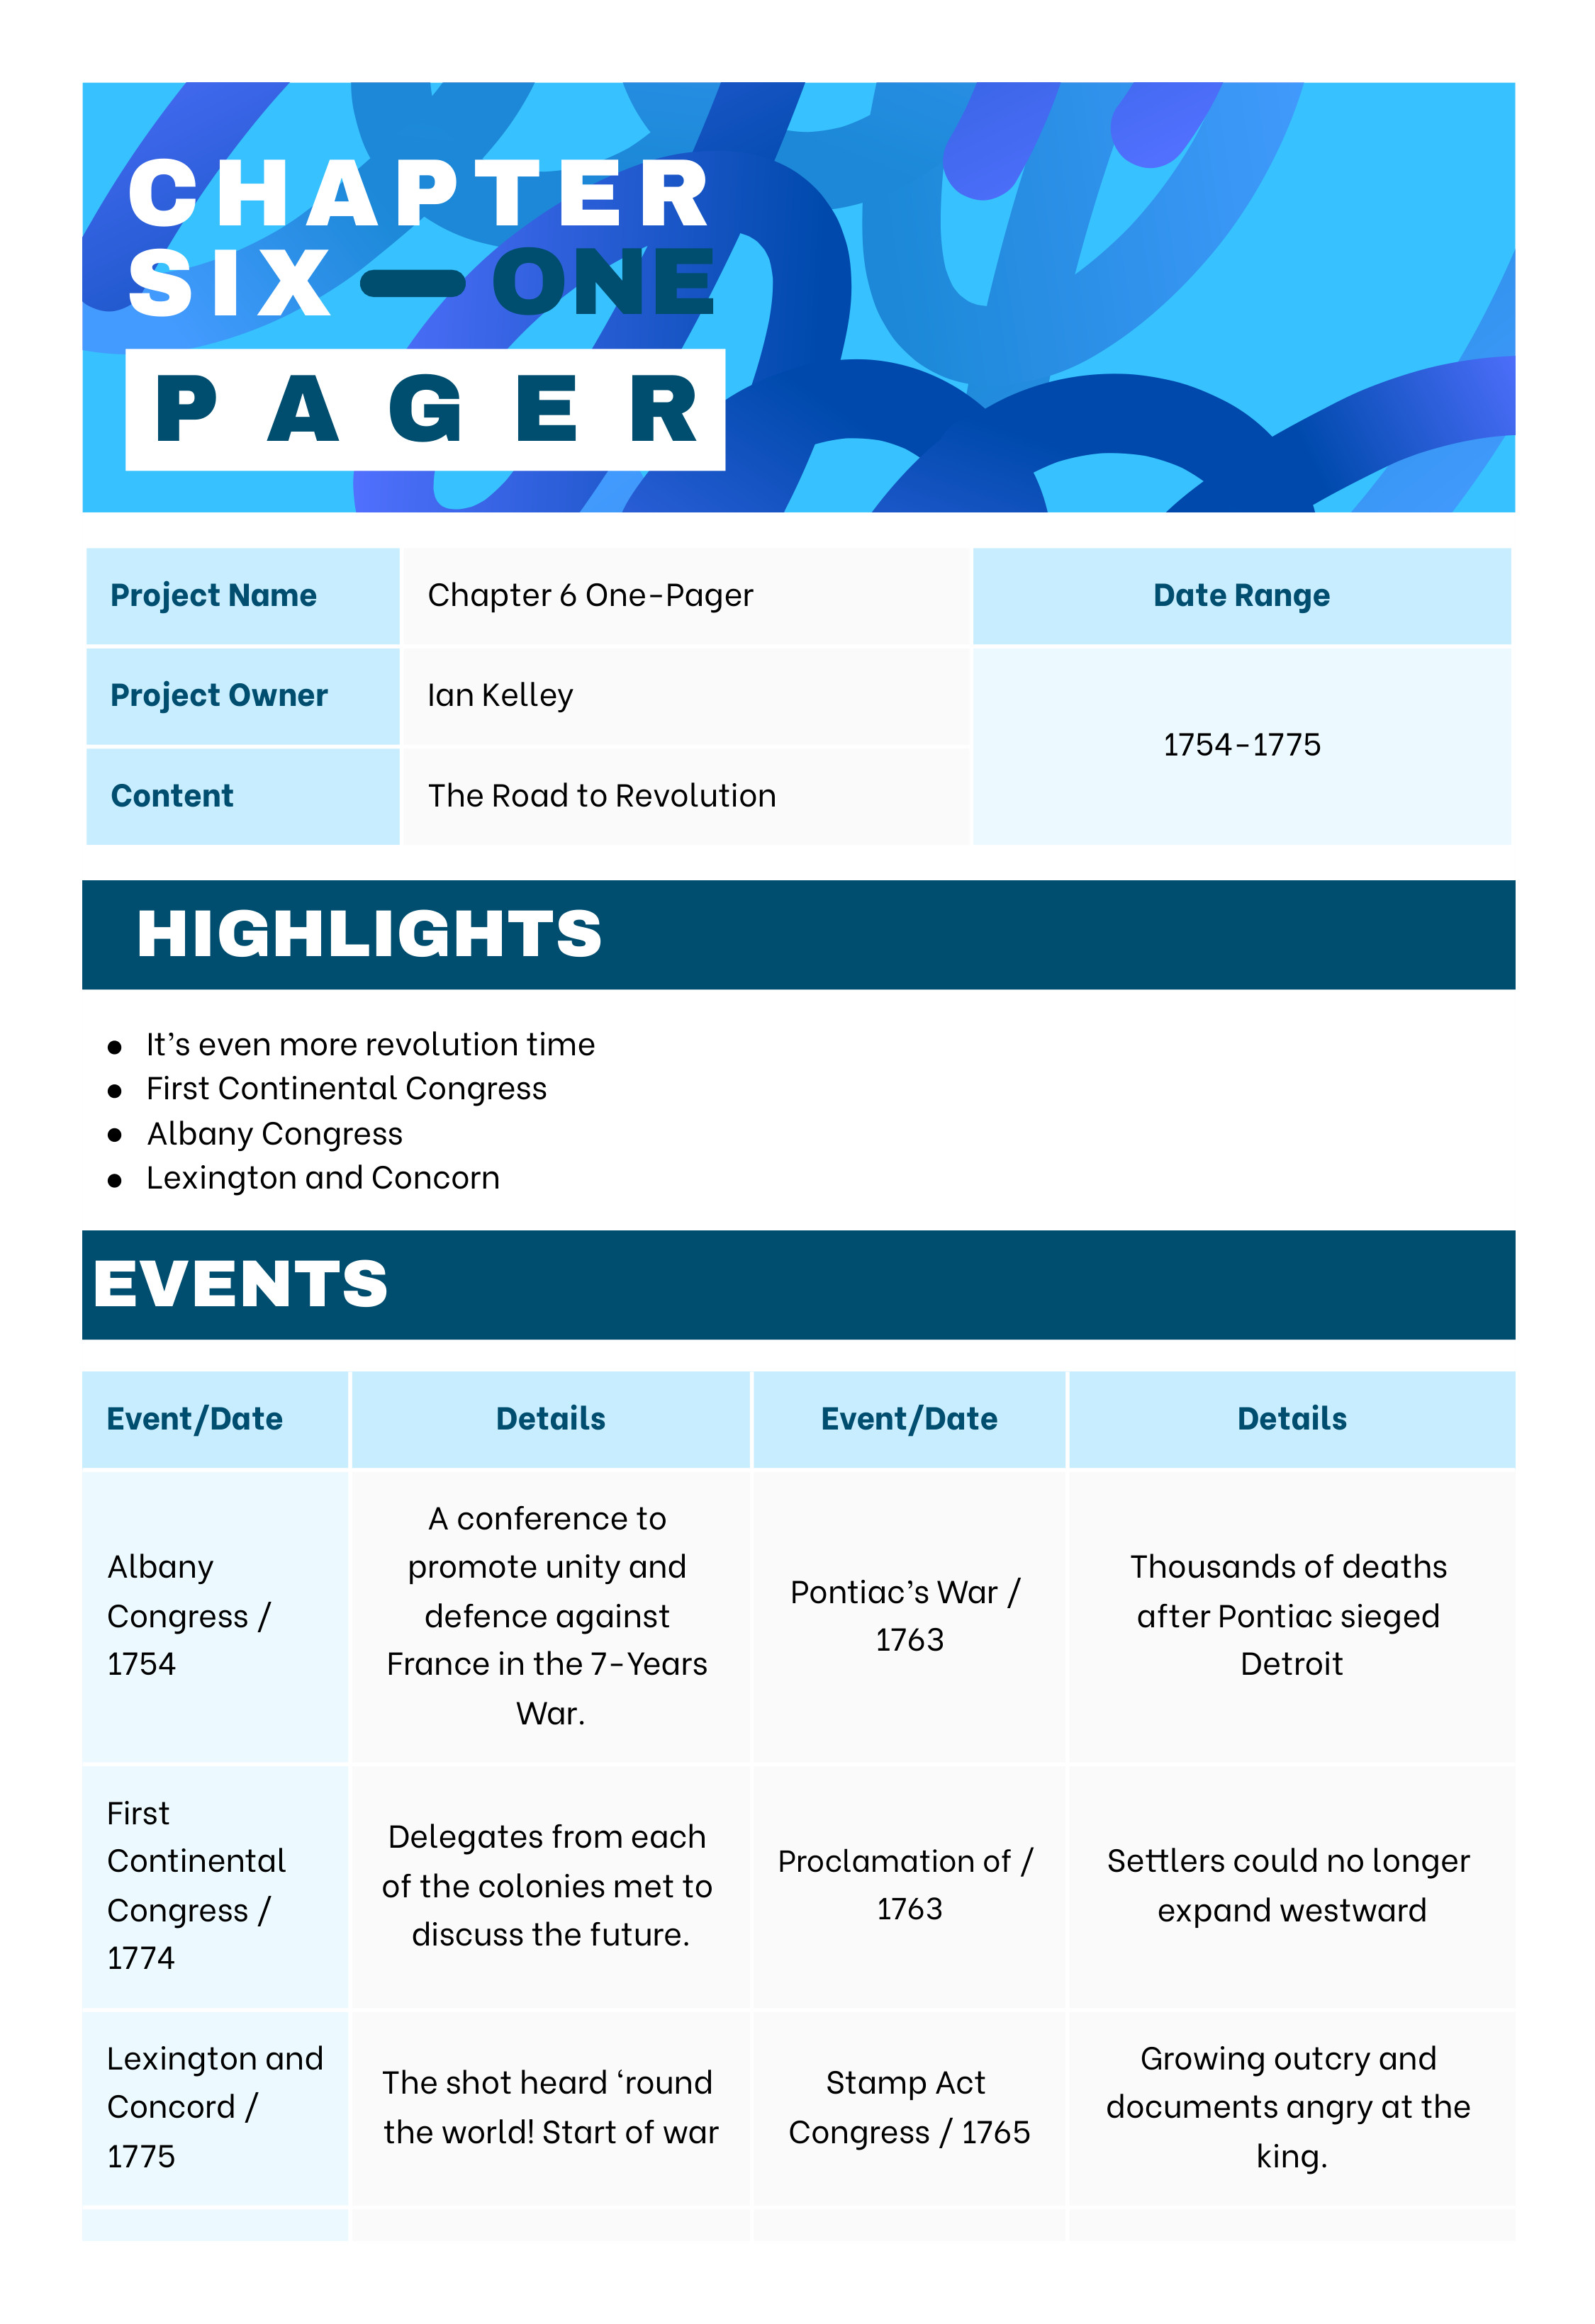 CHAPTER
SIX—ONE
PAGER
Project Name
Chapter 6 One-Pager
Date Range
Project Owner
Ian Kelley
1754-1775
Content
The Road to Revolution
HIGHLIGHTS
● It’s even more revolution time
● First Continental Congress
● Albany Congress
● Lexington and Concorn
EVENTS
Event/Date
Details
Event/Date
Details
Albany
Congress /
1754
A conference to
promote unity and
defence against
France in the 7-Years
War.
Pontiac’s War /
1763
Thousands of deaths
after Pontiac sieged
Detroit
First
Continental
Congress /
1774
Delegates from each
of the colonies met to
discuss the future.
Proclamation of /
1763
Settlers could no longer
expand westward
Lexington and
Concord /
1775
The shot heard ‘round
the world! Start of war
Stamp Act
Congress / 1765
Growing outcry and
documents angry at the
king.